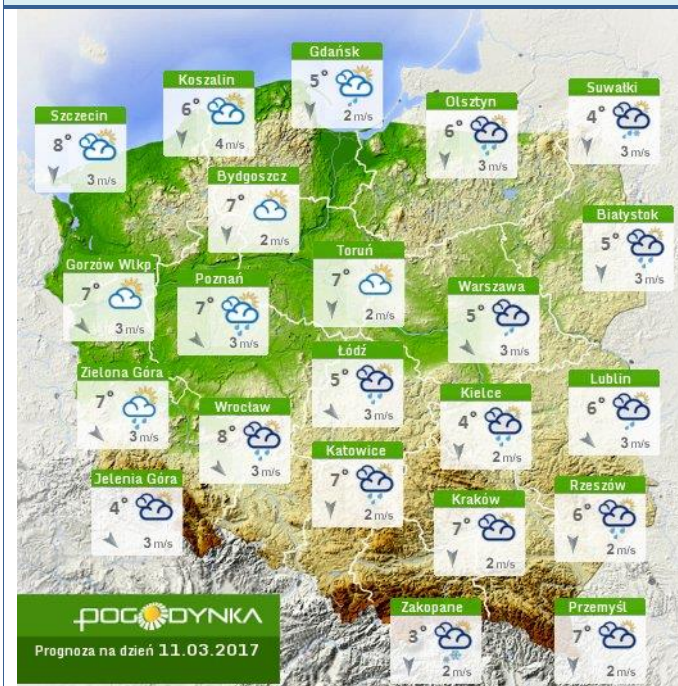 Gdańsk
5°
2 m/s
Koszalin
6°
4 m/s
Suwałki
4°
3 m/s
Olsztyn
6°
3 m/s
Szczecin
8°
3 m/s
Bydgoszcz
7°
2 m/s
Białystok
5°
3 m/s
Toruń
7°
2 m/s
Gorzów Wlkp
7°
3 m/s
Poznań
7°
3 m/s
Warszawa
5°
3 m/s
Łódź
5°
3 m/s
Zielona Góra
7°
3 m/s
Lublin
6°
3 m/s
Kielce
4°
2 m/s
Wrocław
8°
3 m/s
Katowice
7°
2 m/s
Jelenia Góra
4°
3 m/s
Rzeszów
6°
2 m/s
Kraków
7°
2 m/s
Zakopane
3°
2 m/s
Przemyśl
7°
2 m/s
POGODYNKA
Prognoza na dzień 11.03.2017